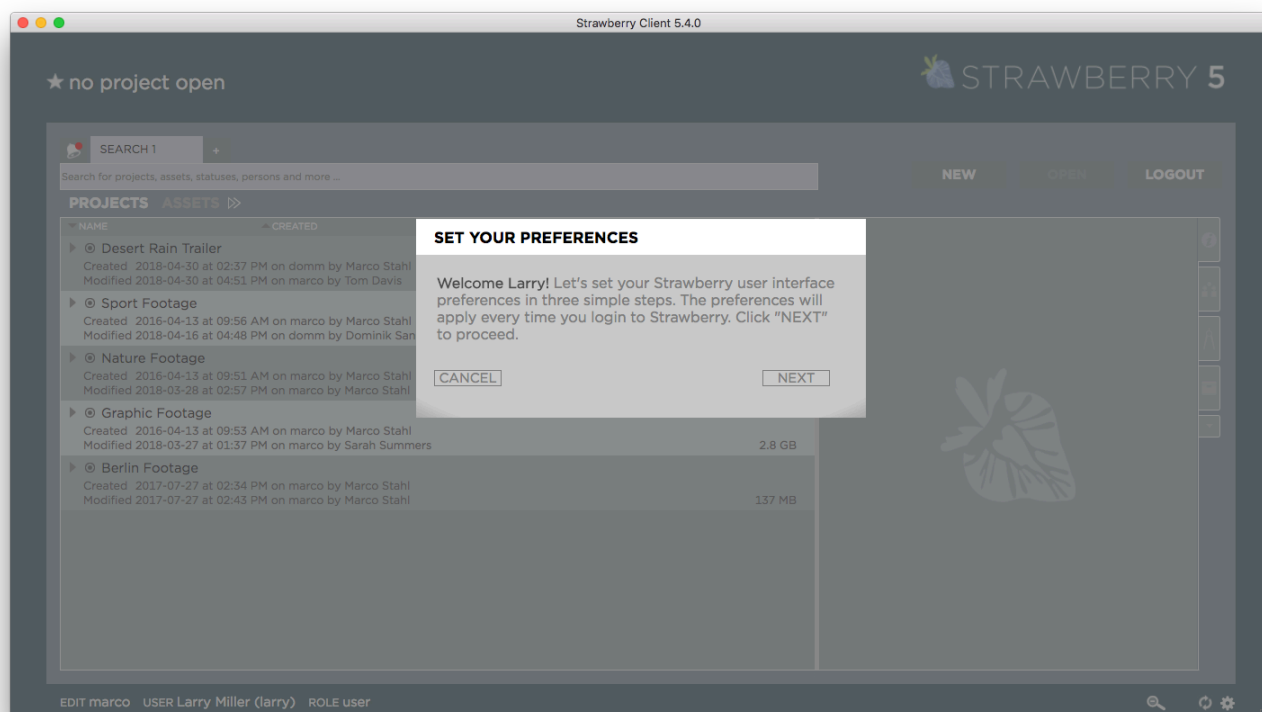 Strawberry Client 5.4.0
no project open
STRAWBERRY 5
SEARCH 1
+
Search for projects, assets, statuses, persons and more ...
NEW
OPEN
LOGOUT
PROJECTS ASSETS
NAME
CREATED
Desert Rain Trailer
Created 2018-04-30 at 02:37 PM on domm by Marco Stahl
Modified 2018-04-30 at 04:51 PM on marco by Tom Davis
Sport Footage
Created 2016-04-13 at 09:56 AM on marco by Marco Stahl
Modified 2018-04-16 at 04:48 PM on domm by Dominik San
Nature Footage
Created 2016-04-13 at 09:51 AM on marco by Marco Stahl
Modified 2018-03-28 at 02:57 PM on marco by Marco Stahl
Graphic Footage
Created 2016-04-13 at 09:53 AM on marco by Marco Stahl
Modified 2018-03-27 at 01:37 PM on marco by Sarah Summers
2.8 GB
Berlin Footage
Created 2017-07-27 at 02:34 PM on marco by Marco Stahl
Modified 2017-07-27 at 02:43 PM on marco by Marco Stahl
137 MB
SET YOUR PREFERENCES
Welcome Larry! Let's set your Strawberry user interface
preferences in three simple steps. The preferences will
apply every time you login to Strawberry. Click "NEXT"
to proceed.
CANCEL
NEXT
EDIT marco USER Larry Miller (larry) ROLE user